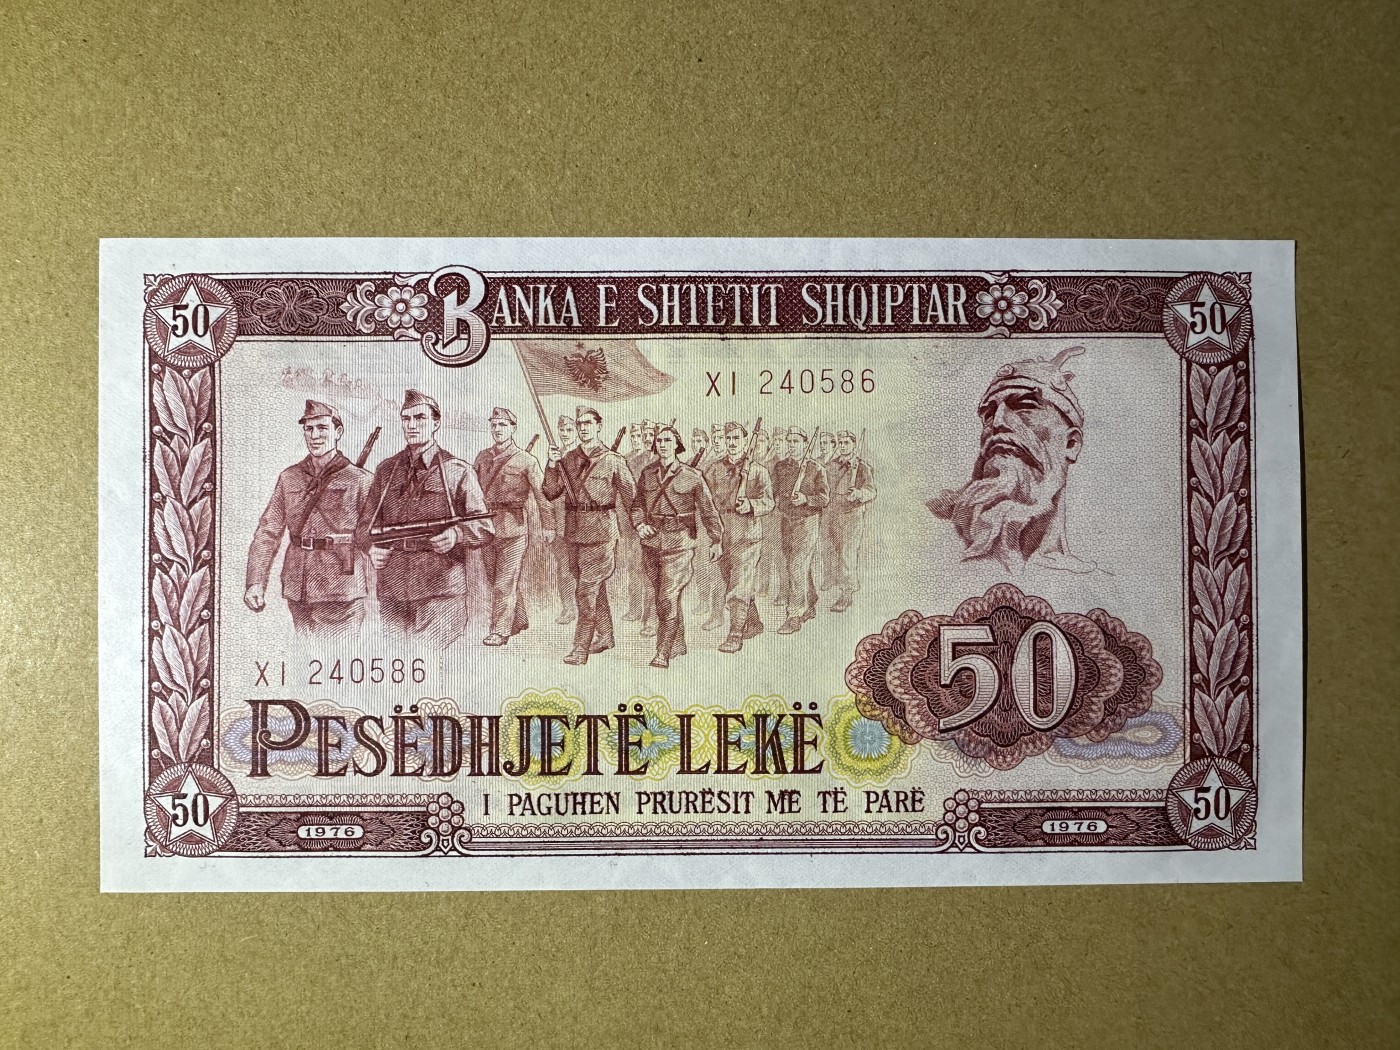 50 BANKA E SHTETIT SHQIPTAR 50
XI 240586
XI 240586
50
PESËDHJETË LEKË
I PAGUHEN PRURËSIT ME TË PARË
50 50
1976 1976